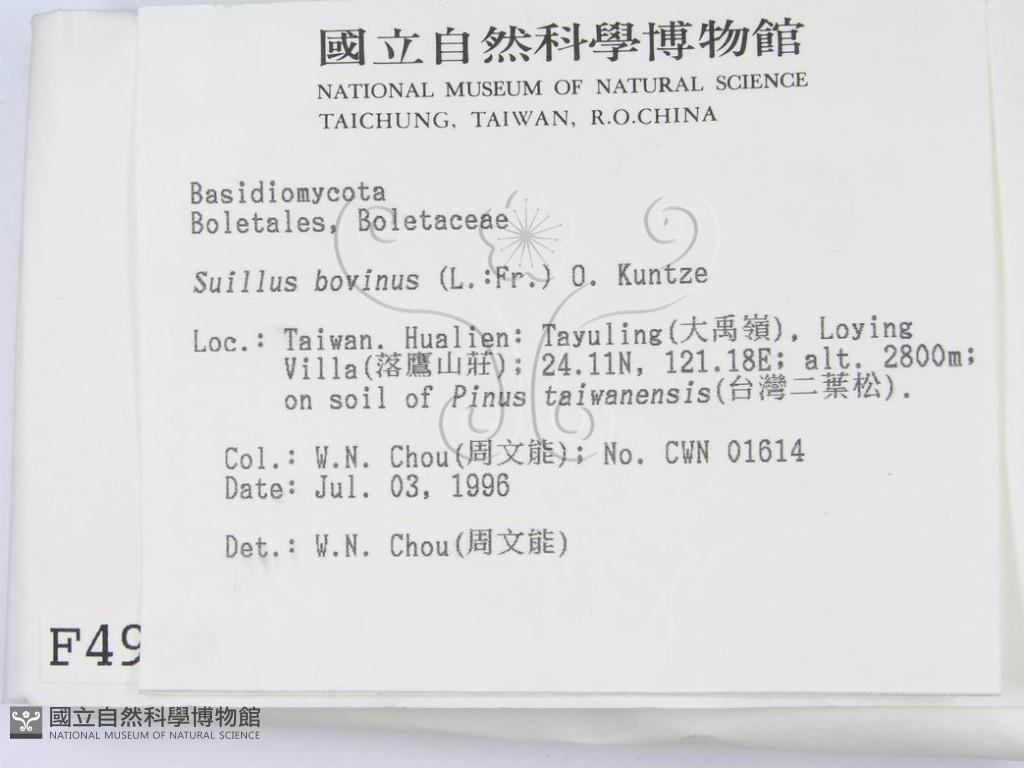 國立自然科學博物館
NATIONAL MUSEUM OF NATURAL SCIENCE
TAICHUNG, TAIWAN, R.O.CHINA
Basidiomycota
Boletales, Boletaceae
Suillus bovinus (L.:Fr.) O. Kuntze
Loc.: Taiwan. Hualien: Tayuling(大禹嶺), Loying
Villa(落鷹山莊); 24.11N, 121.18E; alt. 2800m;
on soil of Pinus taiwanensis(台灣二葉松).
Col.: W.N. Chou(周文能); No. CWN 01614
Date: Jul. 03, 1996
Det.: W.N. Chou(周文能)
F49
國立自然科學博物館
NATIONAL MUSEUM OF NATURAL SCIENCE